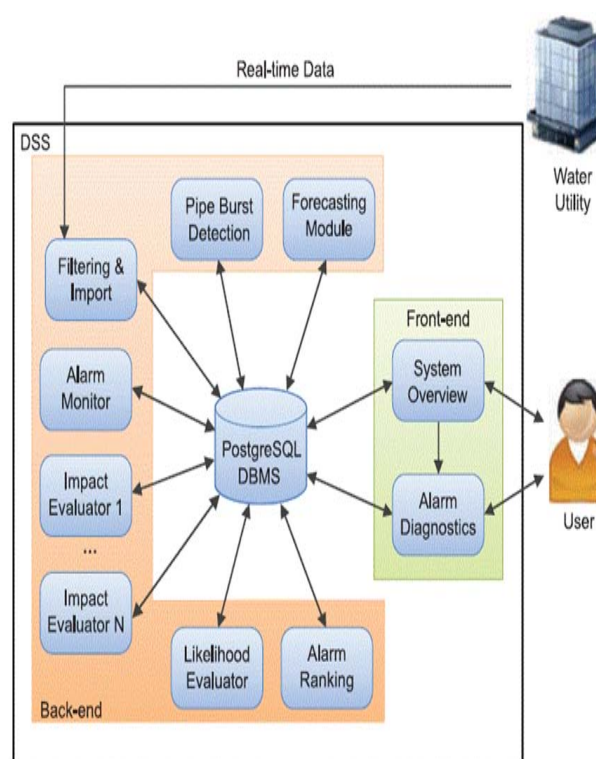 Real-time Data
Water
Utility
DSS
Pipe Burst
Detection
Forecasting
Module
Filtering &
Import
Front-end
System
Overview
Alarm
Monitor
PostgreSQL
DBMS
Impact
Evaluator 1
...
Alarm
Diagnostics
User
Impact
Evaluator N
Likelihood
Evaluator
Alarm
Ranking
Back-end